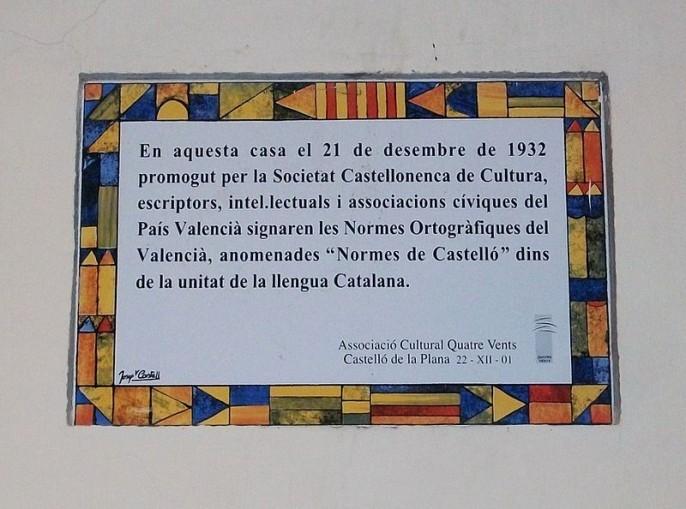 En aquesta casa el 21 de desembre de 1932
promogut per la Societat Castellonenca de Cultura,
escriptors, intel.lectuals i associacions cíviques del
País Valencià signaren les Normes Ortogràfiques del
Valencià, anomenades “Normes de Castelló” dins
de la unitat de la llengua Catalana.
Associació Cultural Quatre Vents
Castelló de la Plana 22 - XII - 01